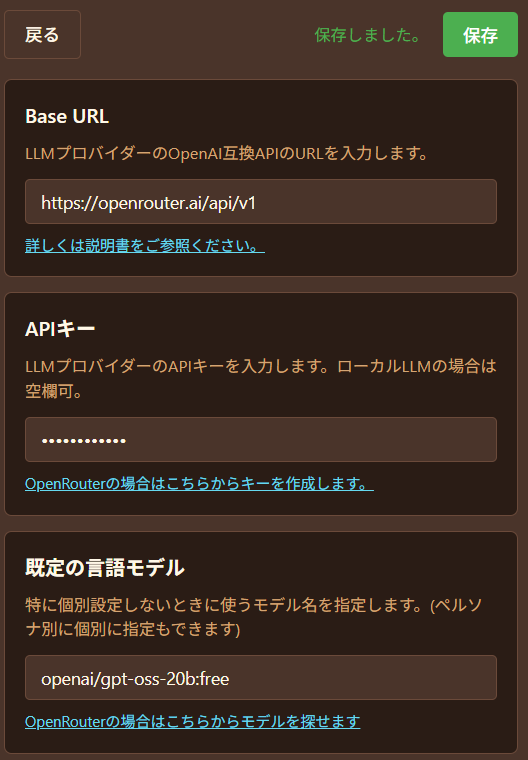 戻る
保存しました。
保存
Base URL
LLMプロバイダーのOpenAI互換APIのURLを入力します。
https://openrouter.ai/api/v1
詳しくは説明書をご参照ください。
APIキー
LLMプロバイダーのAPIキーを入力します。ローカルLLMの場合は
空欄可。
••••••••••••
OpenRouterの場合はこちらからキーを作成します。
既定の言語モデル
特に個別設定しないときに使うモデル名を指定します。(ペルソ
ナ別に個別に指定もできます)
openai/gpt-oss-20b:free
OpenRouterの場合はこちらからモデルを探せます